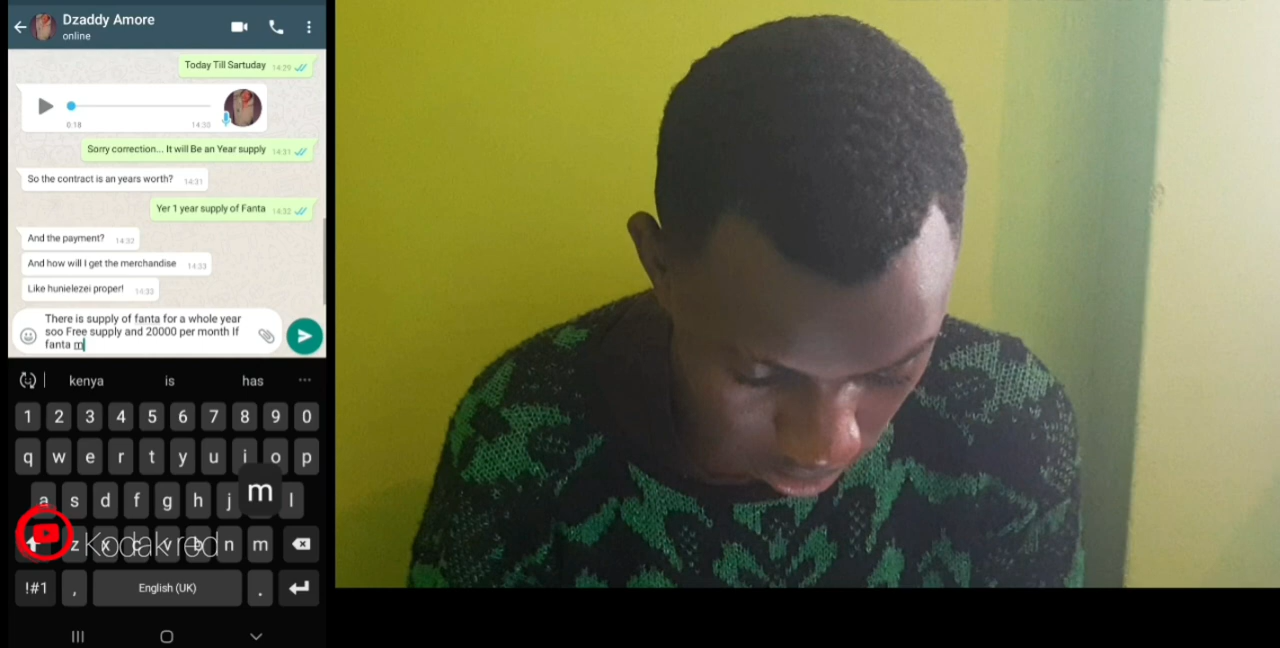 Dzaddy Amore
online
Today Till Sartuday 14:29
0:18 14:30
Sorry correction... It will Be an Year supply 14:31
So the contract is an years worth? 14:31
Yer 1 year supply of Fanta 14:32
And the payment? 14:32
And how will I get the merchandise 14:33
Like hunielezei proper! 14:33
There is supply of fanta for a whole year
soo Free supply and 20000 per month If
fanta m
kenya is has ...
1 2 3 4 5 6 7 8 9 0
q w e r t y u i o p
a s d f g h j m l
z x c v b n m
Kodak red
!#1 , English (UK) .